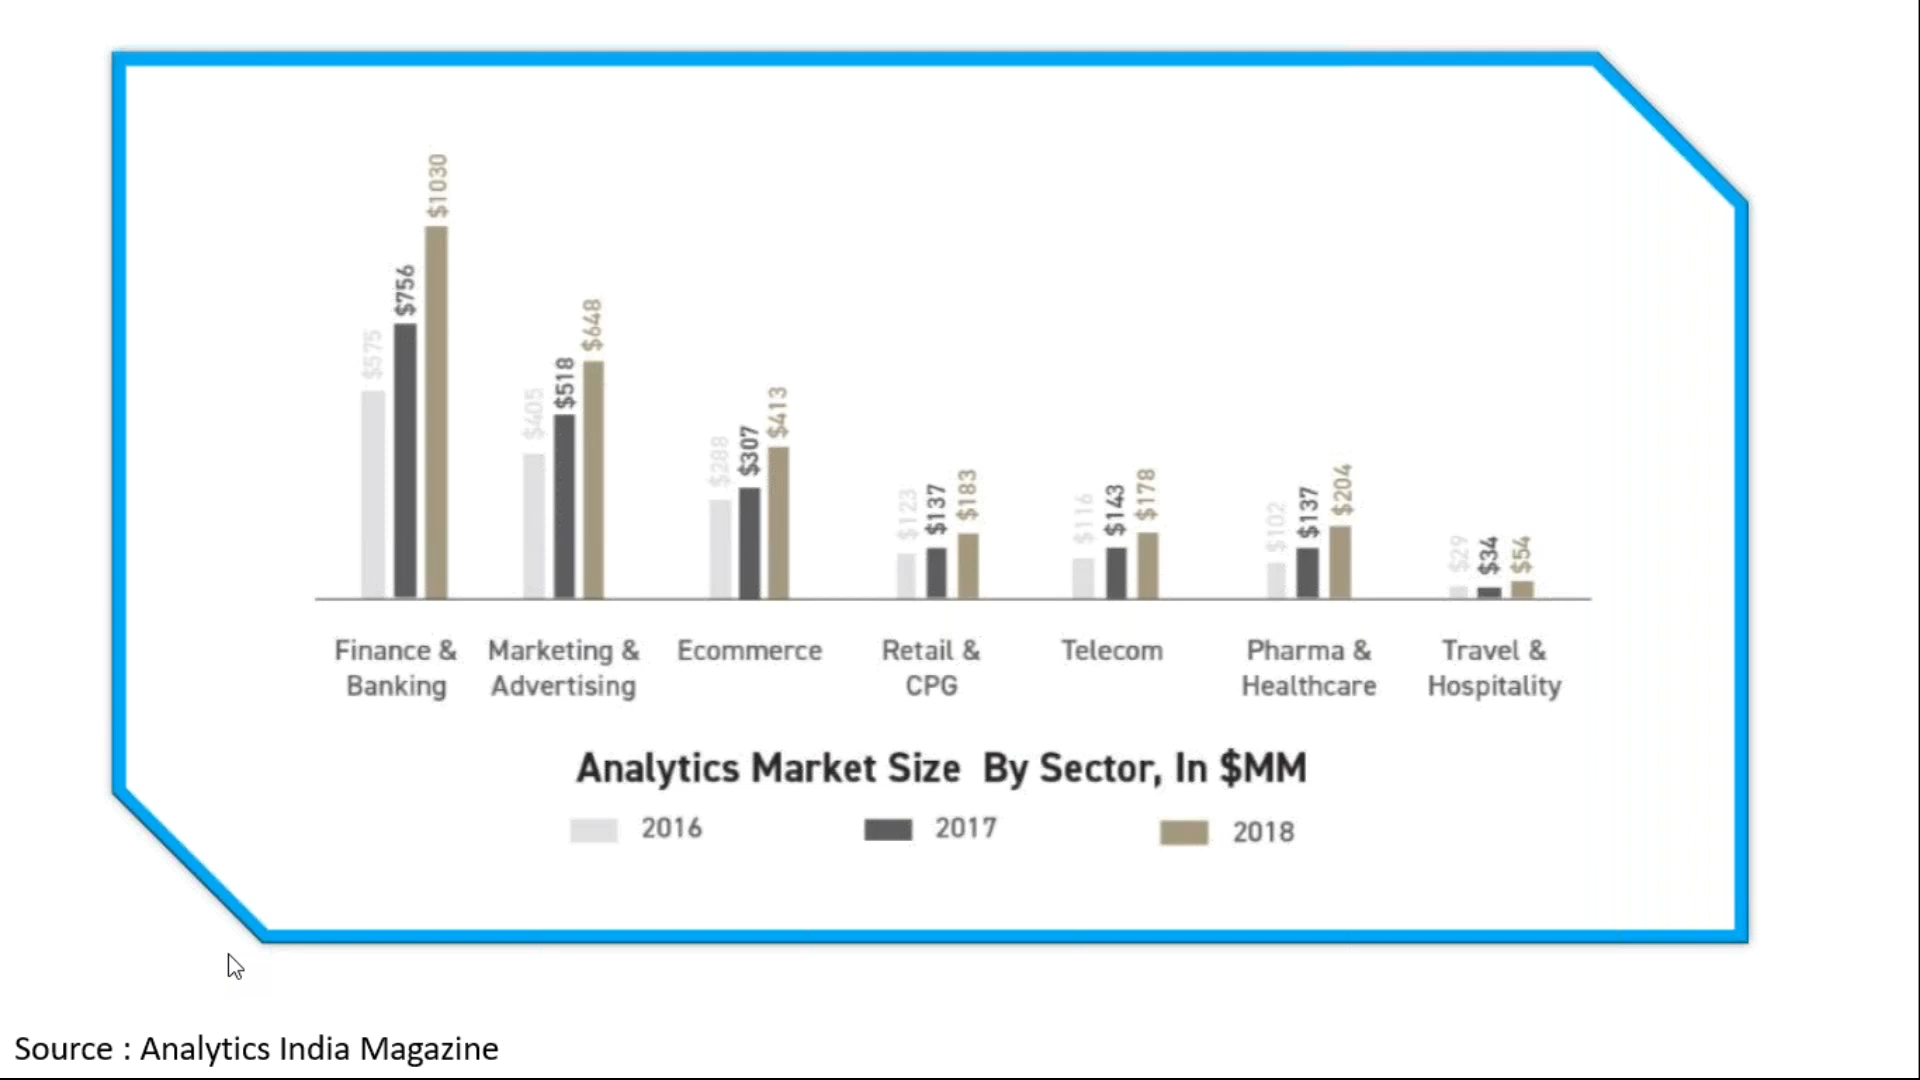 $575 $756 $1030
$405 $518 $648
$288 $307 $413
$123 $137 $183
$116 $143 $178
$102 $137 $204
$29 $34 $54
Finance &
Banking
Marketing &
Advertising
Ecommerce
Retail &
CPG
Telecom
Pharma &
Healthcare
Travel &
Hospitality
Analytics Market Size By Sector, In $MM
2016 2017 2018
Source : Analytics India Magazine